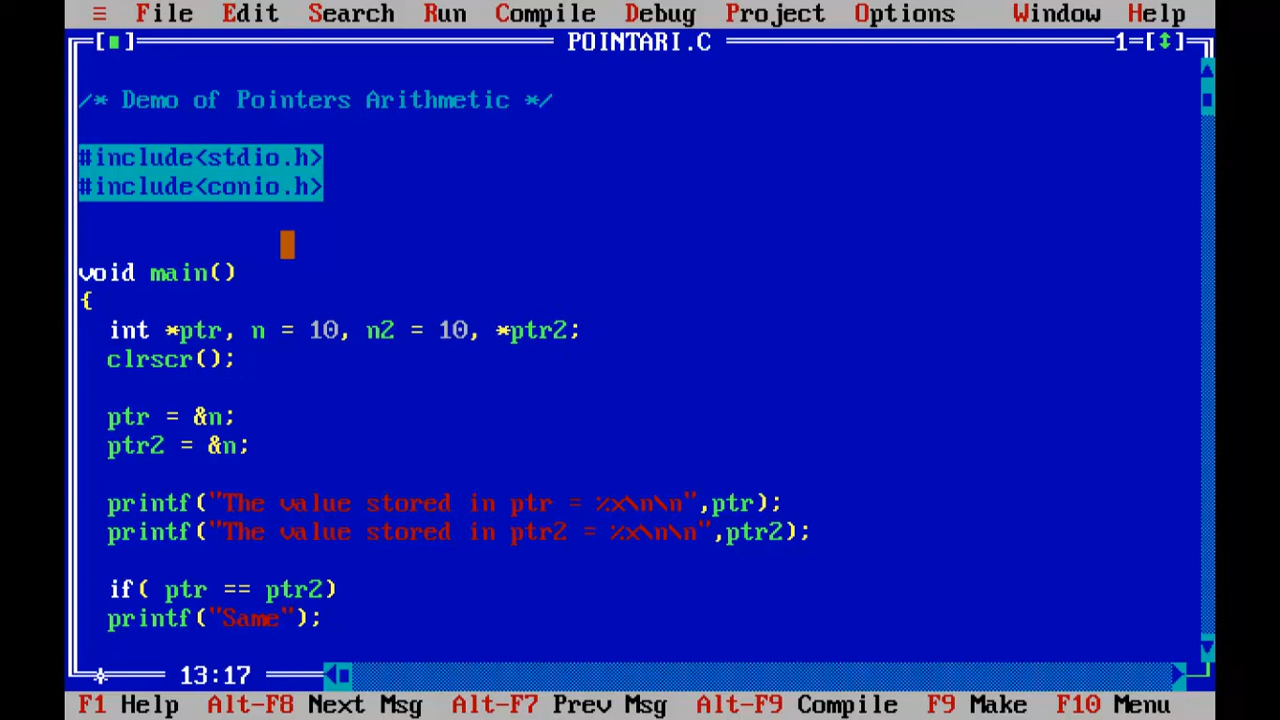 ≡ File Edit Search Run Compile Debug Project Options Window Help
[■] POINTARI.C 1=[↕]
/* Demo of Pointers Arithmetic */
#include<stdio.h>
#include<conio.h>
void main()
{
int *ptr, n = 10, n2 = 10, *ptr2;
clrscr();
ptr = &n;
ptr2 = &n;
printf("The value stored in ptr = %x\n\n",ptr);
printf("The value stored in ptr2 = %x\n\n",ptr2);
if( ptr == ptr2)
printf("Same");
13:17
F1 Help Alt-F8 Next Msg Alt-F7 Prev Msg Alt-F9 Compile F9 Make F10 Menu